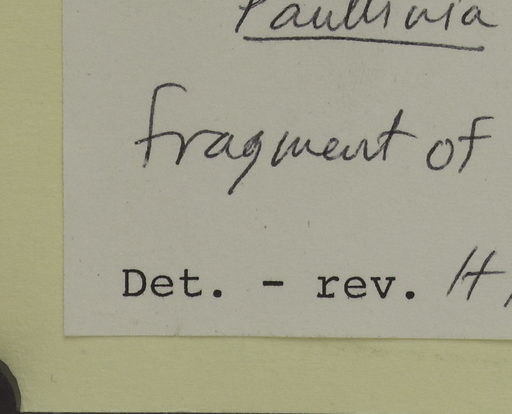 Paullinia
fragment of
Det. - rev. H.